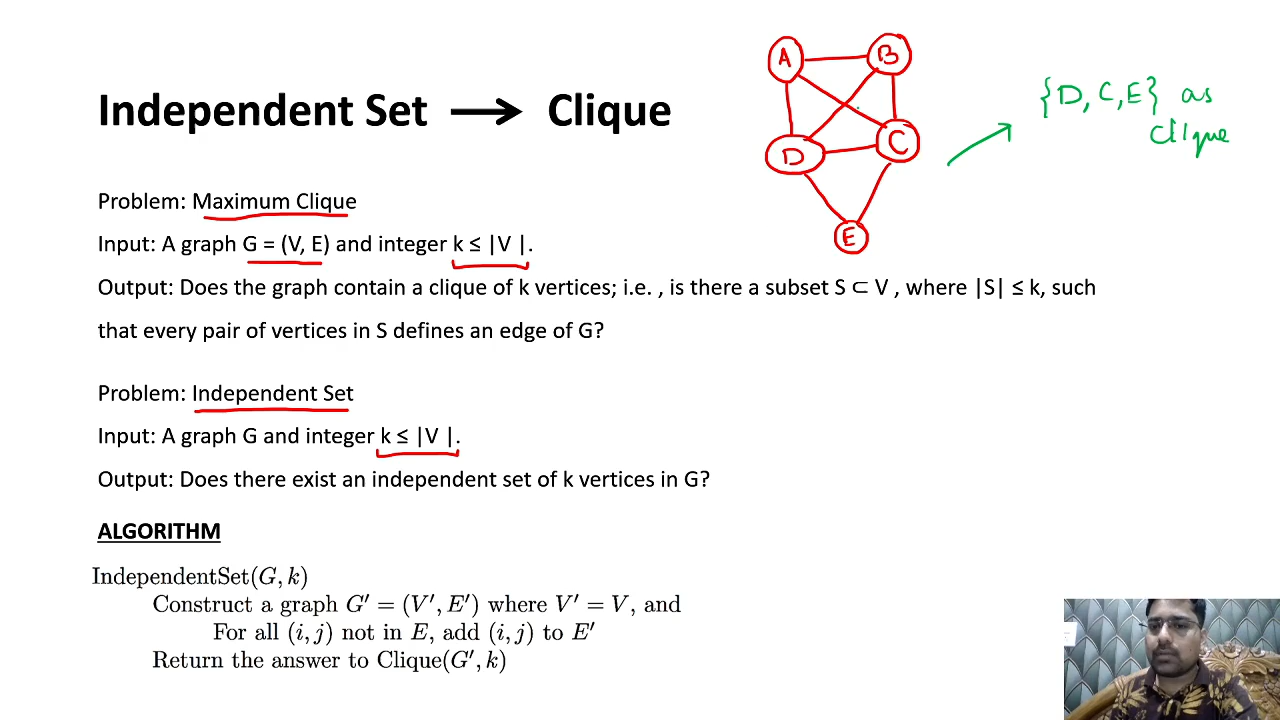 Independent Set → Clique
A
B
C
D
E
{D, C, E} as
Clique
Problem: Maximum Clique
Input: A graph G = (V, E) and integer k ≤ |V |.
Output: Does the graph contain a clique of k vertices; i.e. , is there a subset S ⊂ V , where |S| ≤ k, such
that every pair of vertices in S defines an edge of G?
Problem: Independent Set
Input: A graph G and integer k ≤ |V |.
Output: Does there exist an independent set of k vertices in G?
ALGORITHM
IndependentSet(G, k)
Construct a graph G′ = (V′, E′) where V′ = V, and
For all (i, j) not in E, add (i, j) to E′
Return the answer to Clique(G′, k)